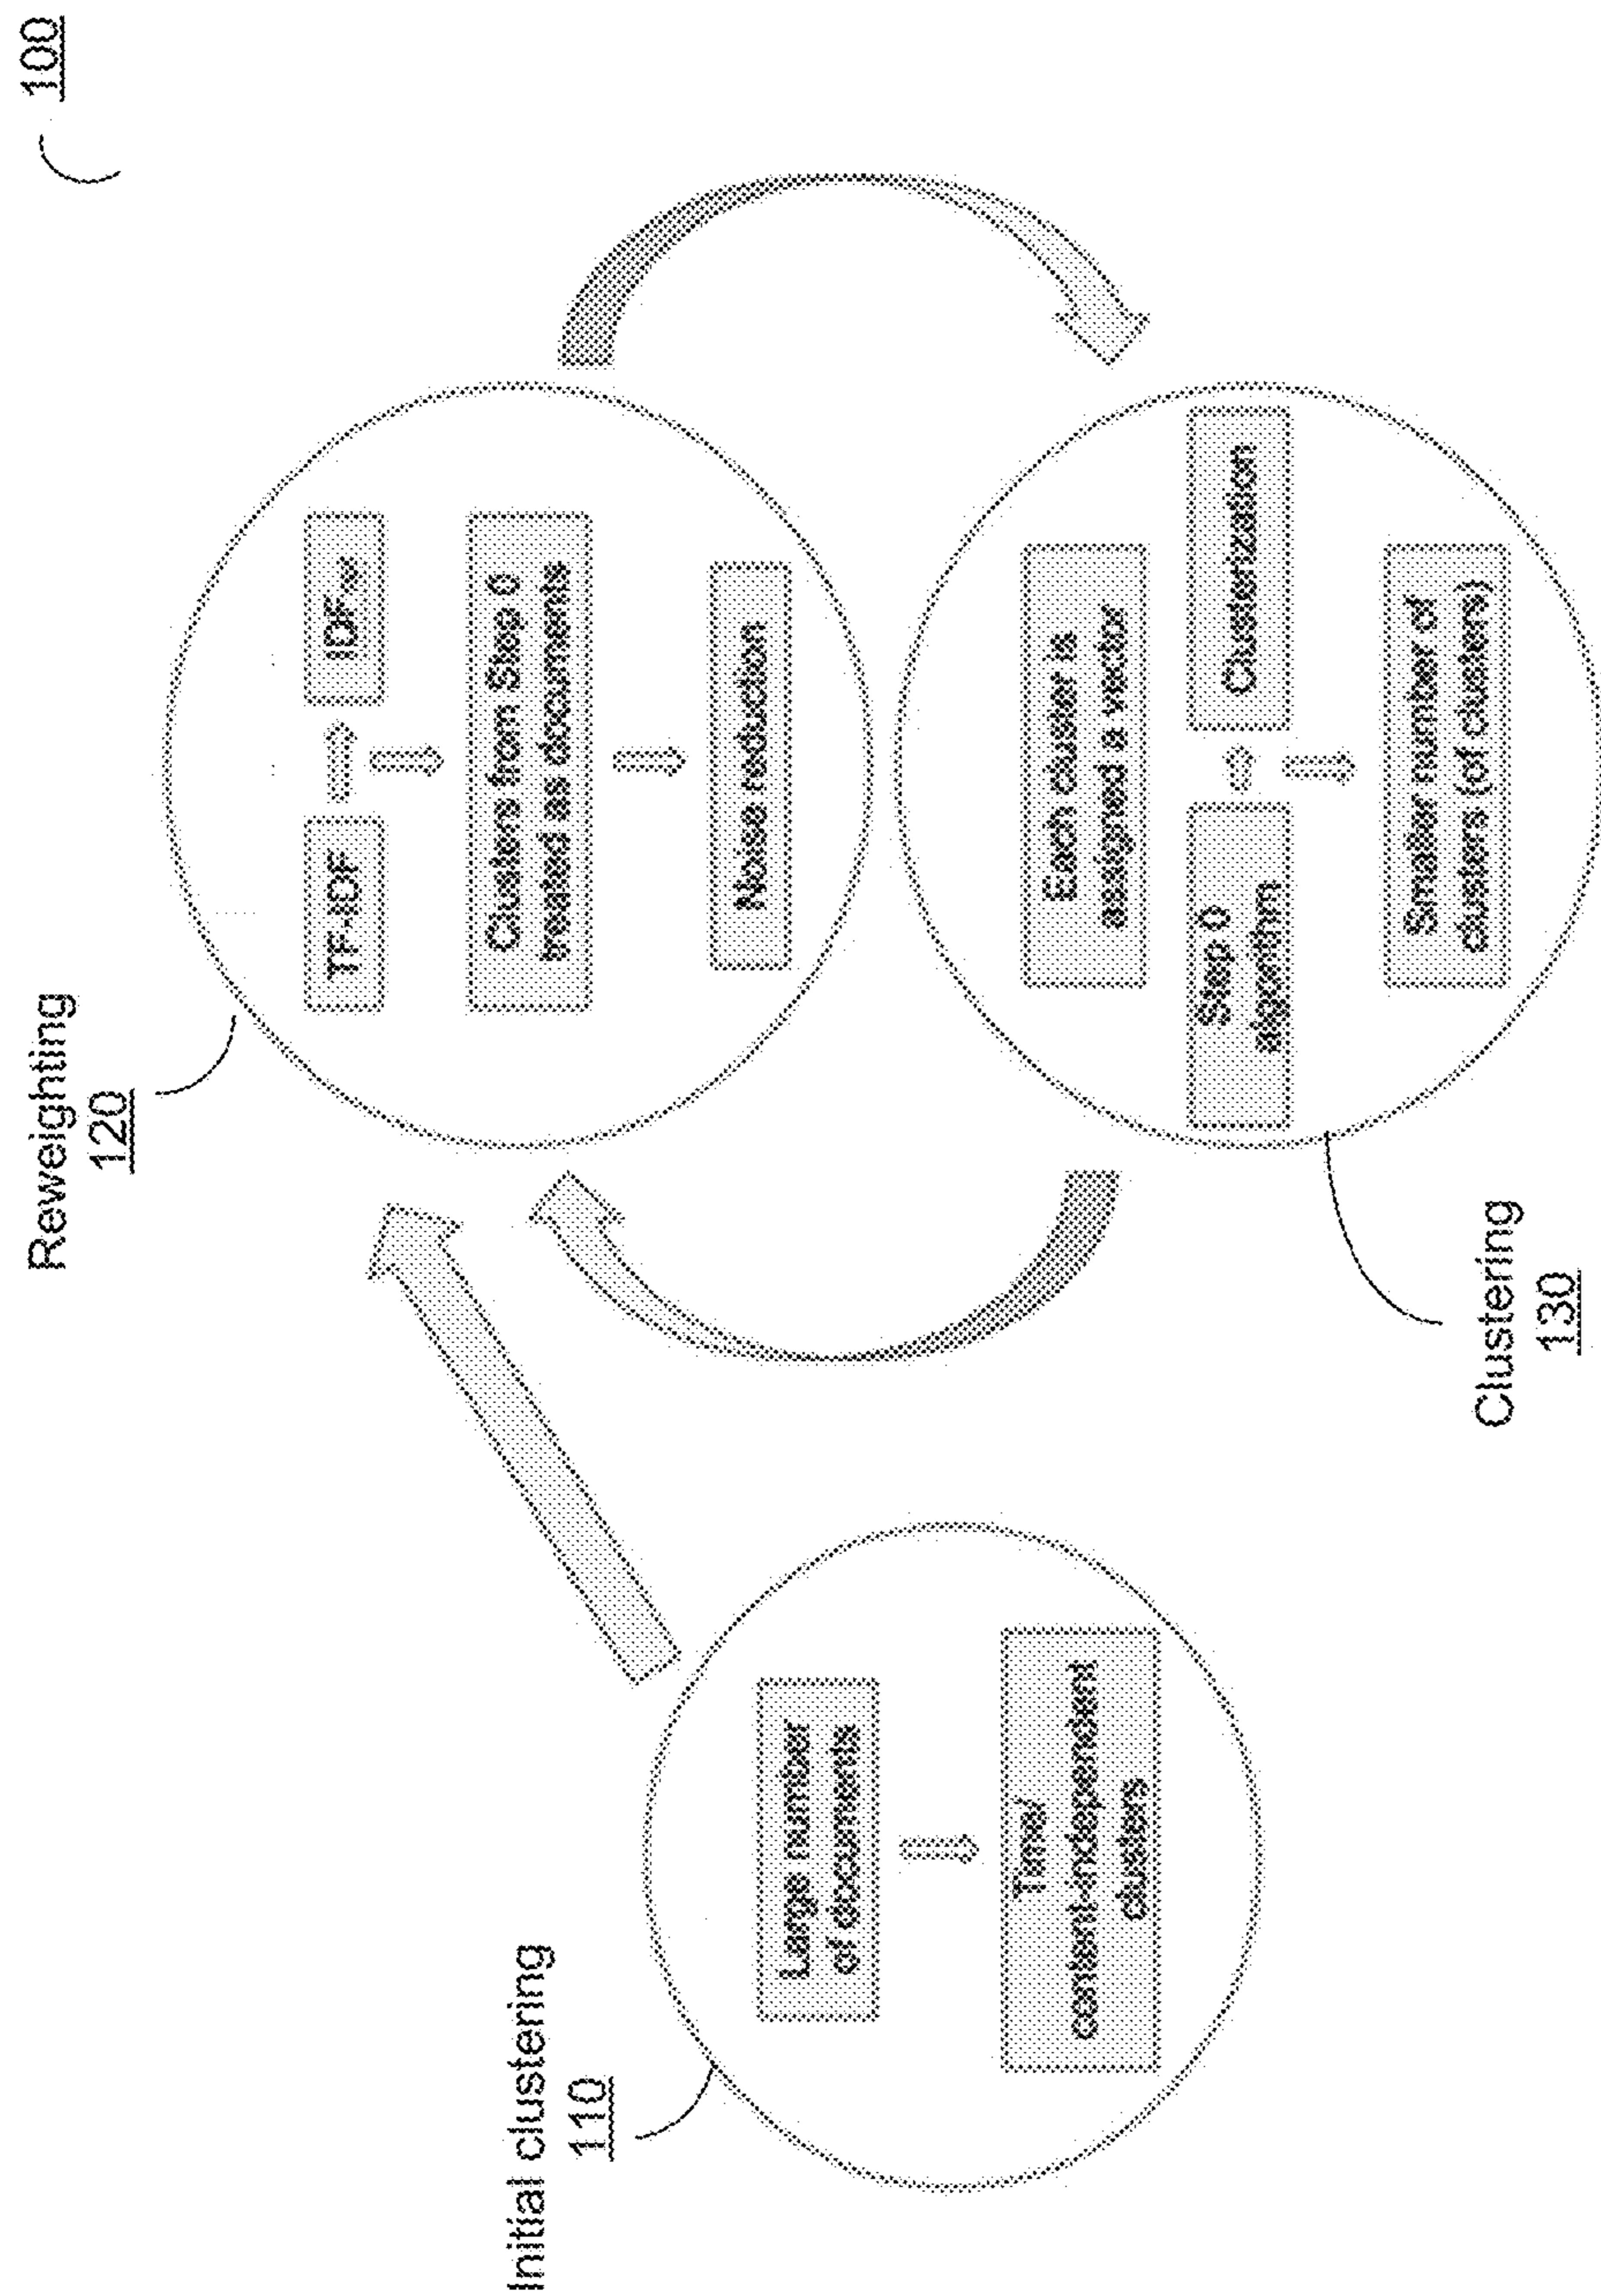 100
Reweighting
120
TF-IDF
IDFw
Clusters from Step 0
treated as documents
Noise reduction
Initial clustering
110
Large number
of documents
Time/
content-independent
clusters
Each cluster is
assigned a vector
Step 0
algorithm
Clusterization
Smaller number of
clusters (of clusters)
Clustering
130